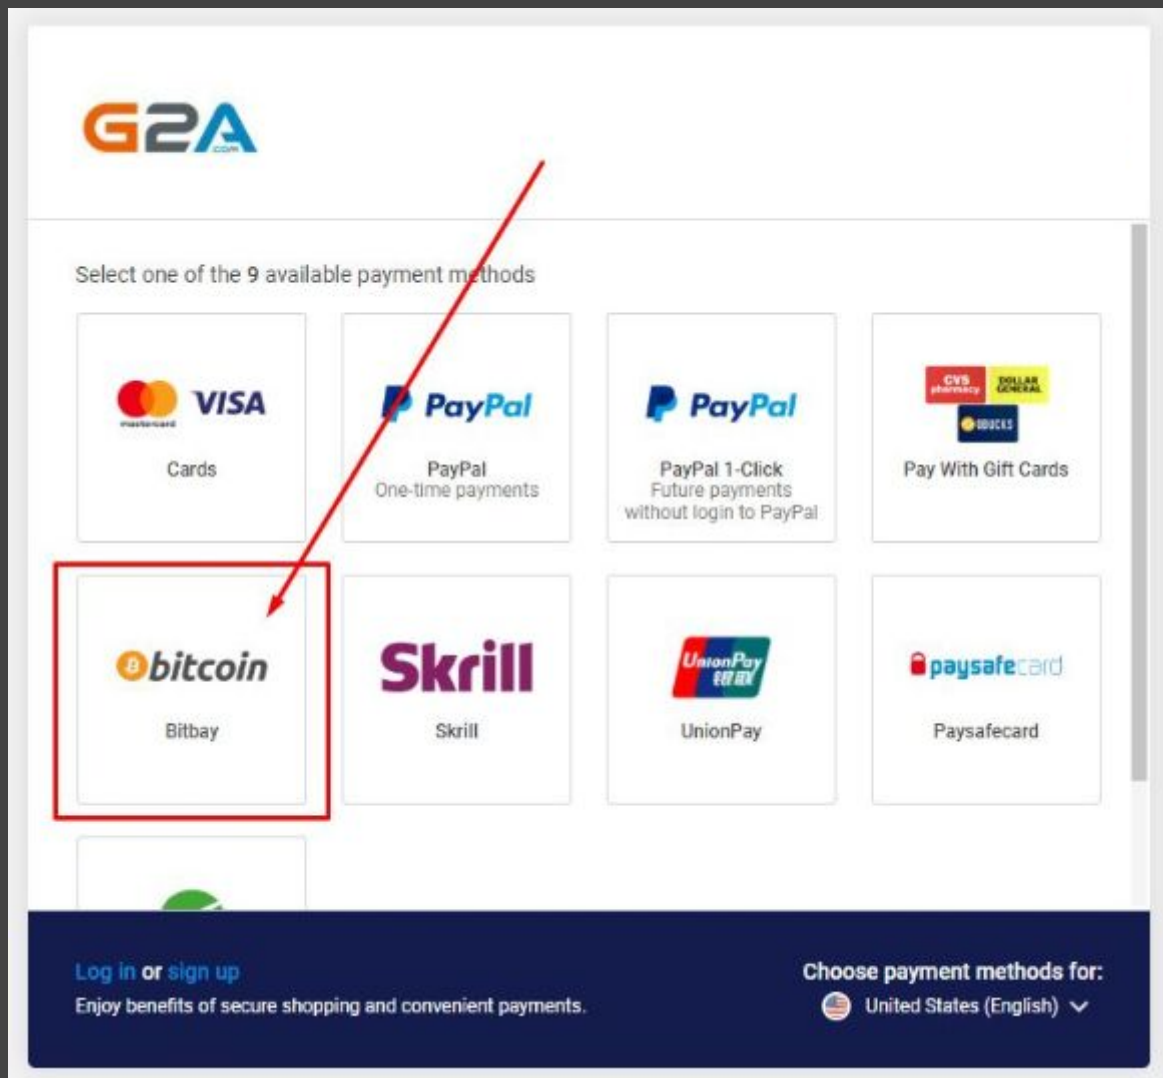 G2A
.COM
Select one of the 9 available payment methods
mastercard
VISA
Cards
PayPal
PayPal
One-time payments
PayPal
PayPal 1-Click
Future payments
without login to PayPal
CVS
pharmacy
DOLLAR
GENERAL
Pay With Gift Cards
bitcoin
Bitbay
Skrill
Skrill
UnionPay
银联
UnionPay
paysafecard
Paysafecard
Log in or sign up
Enjoy benefits of secure shopping and convenient payments.
Choose payment methods for:
United States (English)